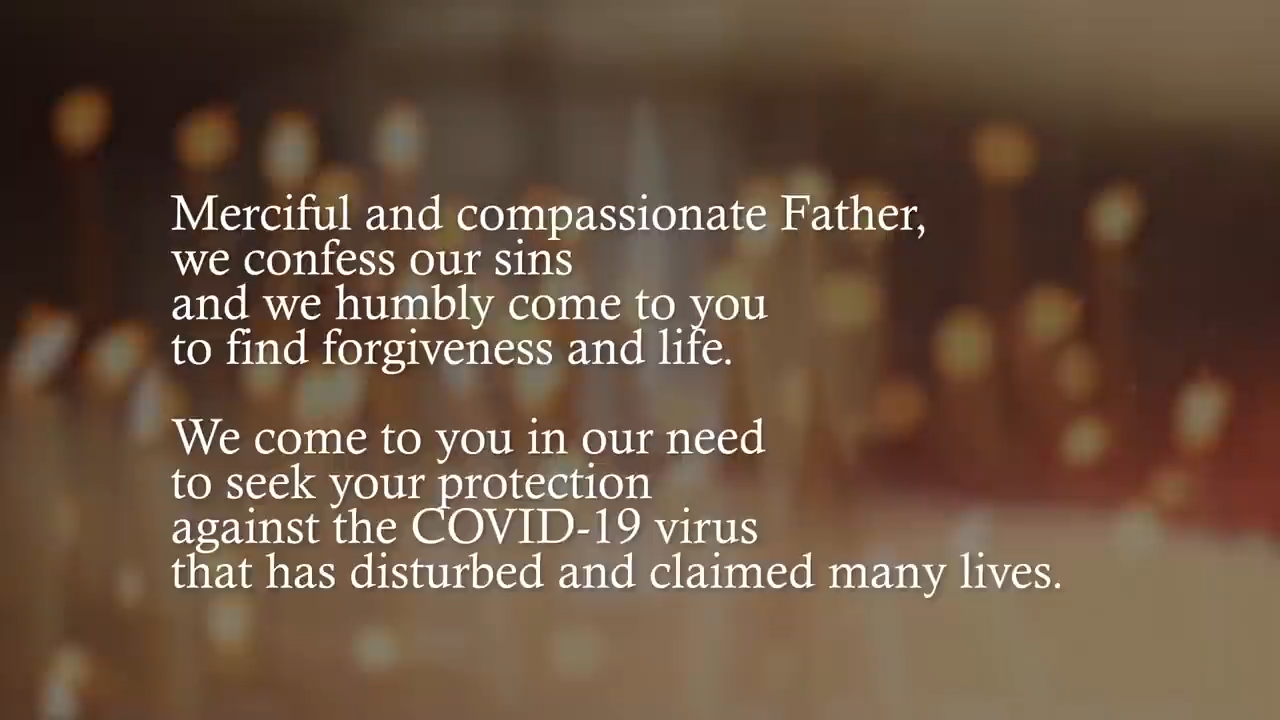 Merciful and compassionate Father,
we confess our sins
and we humbly come to you
to find forgiveness and life.
We come to you in our need
to seek your protection
against the COVID-19 virus
that has disturbed and claimed many lives.